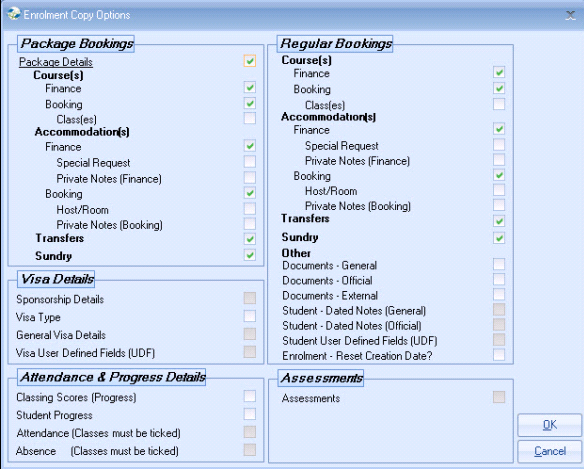 Enrolment Copy Options
Package Bookings
Package Details
Course(s)
Finance
Booking
Class(es)
Accommodation(s)
Finance
Special Request
Private Notes (Finance)
Booking
Host/Room
Private Notes (Booking)
Transfers
Sundry
Visa Details
Sponsorship Details
Visa Type
General Visa Details
Visa User Defined Fields (UDF)
Attendance & Progress Details
Classing Scores (Progress)
Student Progress
Attendance (Classes must be ticked)
Absence (Classes must be ticked)
Regular Bookings
Course(s)
Finance
Booking
Class(es)
Accommodation(s)
Finance
Special Request
Private Notes (Finance)
Booking
Host/Room
Private Notes (Booking)
Transfers
Sundry
Other
Documents - General
Documents - Official
Documents - External
Student - Dated Notes (General)
Student - Dated Notes (Official)
Student User Defined Fields (UDF)
Enrolment - Reset Creation Date?
Assessments
Assessments
OK
Cancel